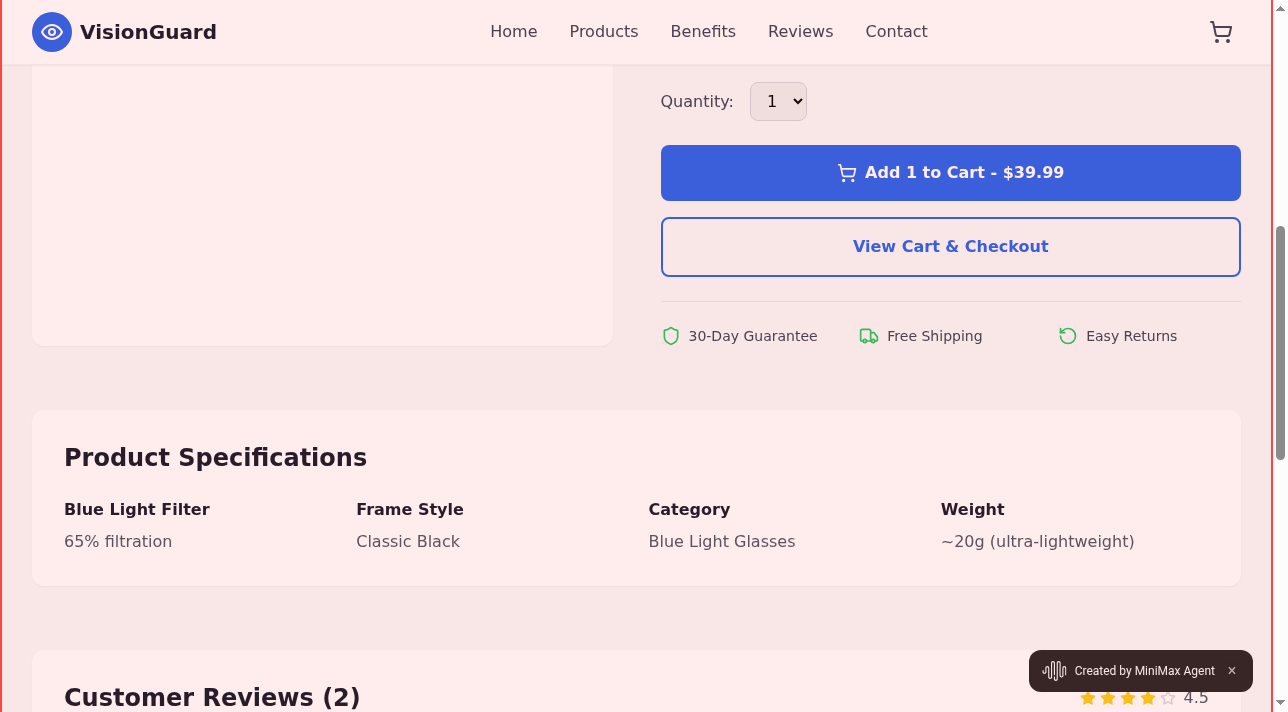 VisionGuard
Home Products Benefits Reviews Contact
Quantity: 1
Add 1 to Cart - $39.99
View Cart & Checkout
30-Day Guarantee Free Shipping Easy Returns
Product Specifications
Blue Light Filter Frame Style Category Weight
65% filtration Classic Black Blue Light Glasses ~20g (ultra-lightweight)
Created by MiniMax Agent ×
Customer Reviews (2) 4.5